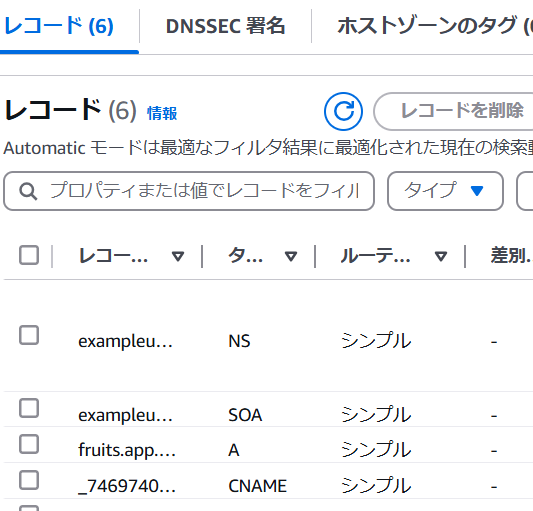 レコード (6) DNSSEC 署名 ホストゾーンのタグ (
レコード (6) 情報 レコードを削除
Automatic モードは最適なフィルタ結果に最適化された現在の検索動
プロパティまたは値でレコードをフィル タイプ
レコー... タ... ルーテ... 差別...
exampleu... NS シンプル -
exampleu... SOA シンプル -
fruits.app.... A シンプル -
_7469740... CNAME シンプル -